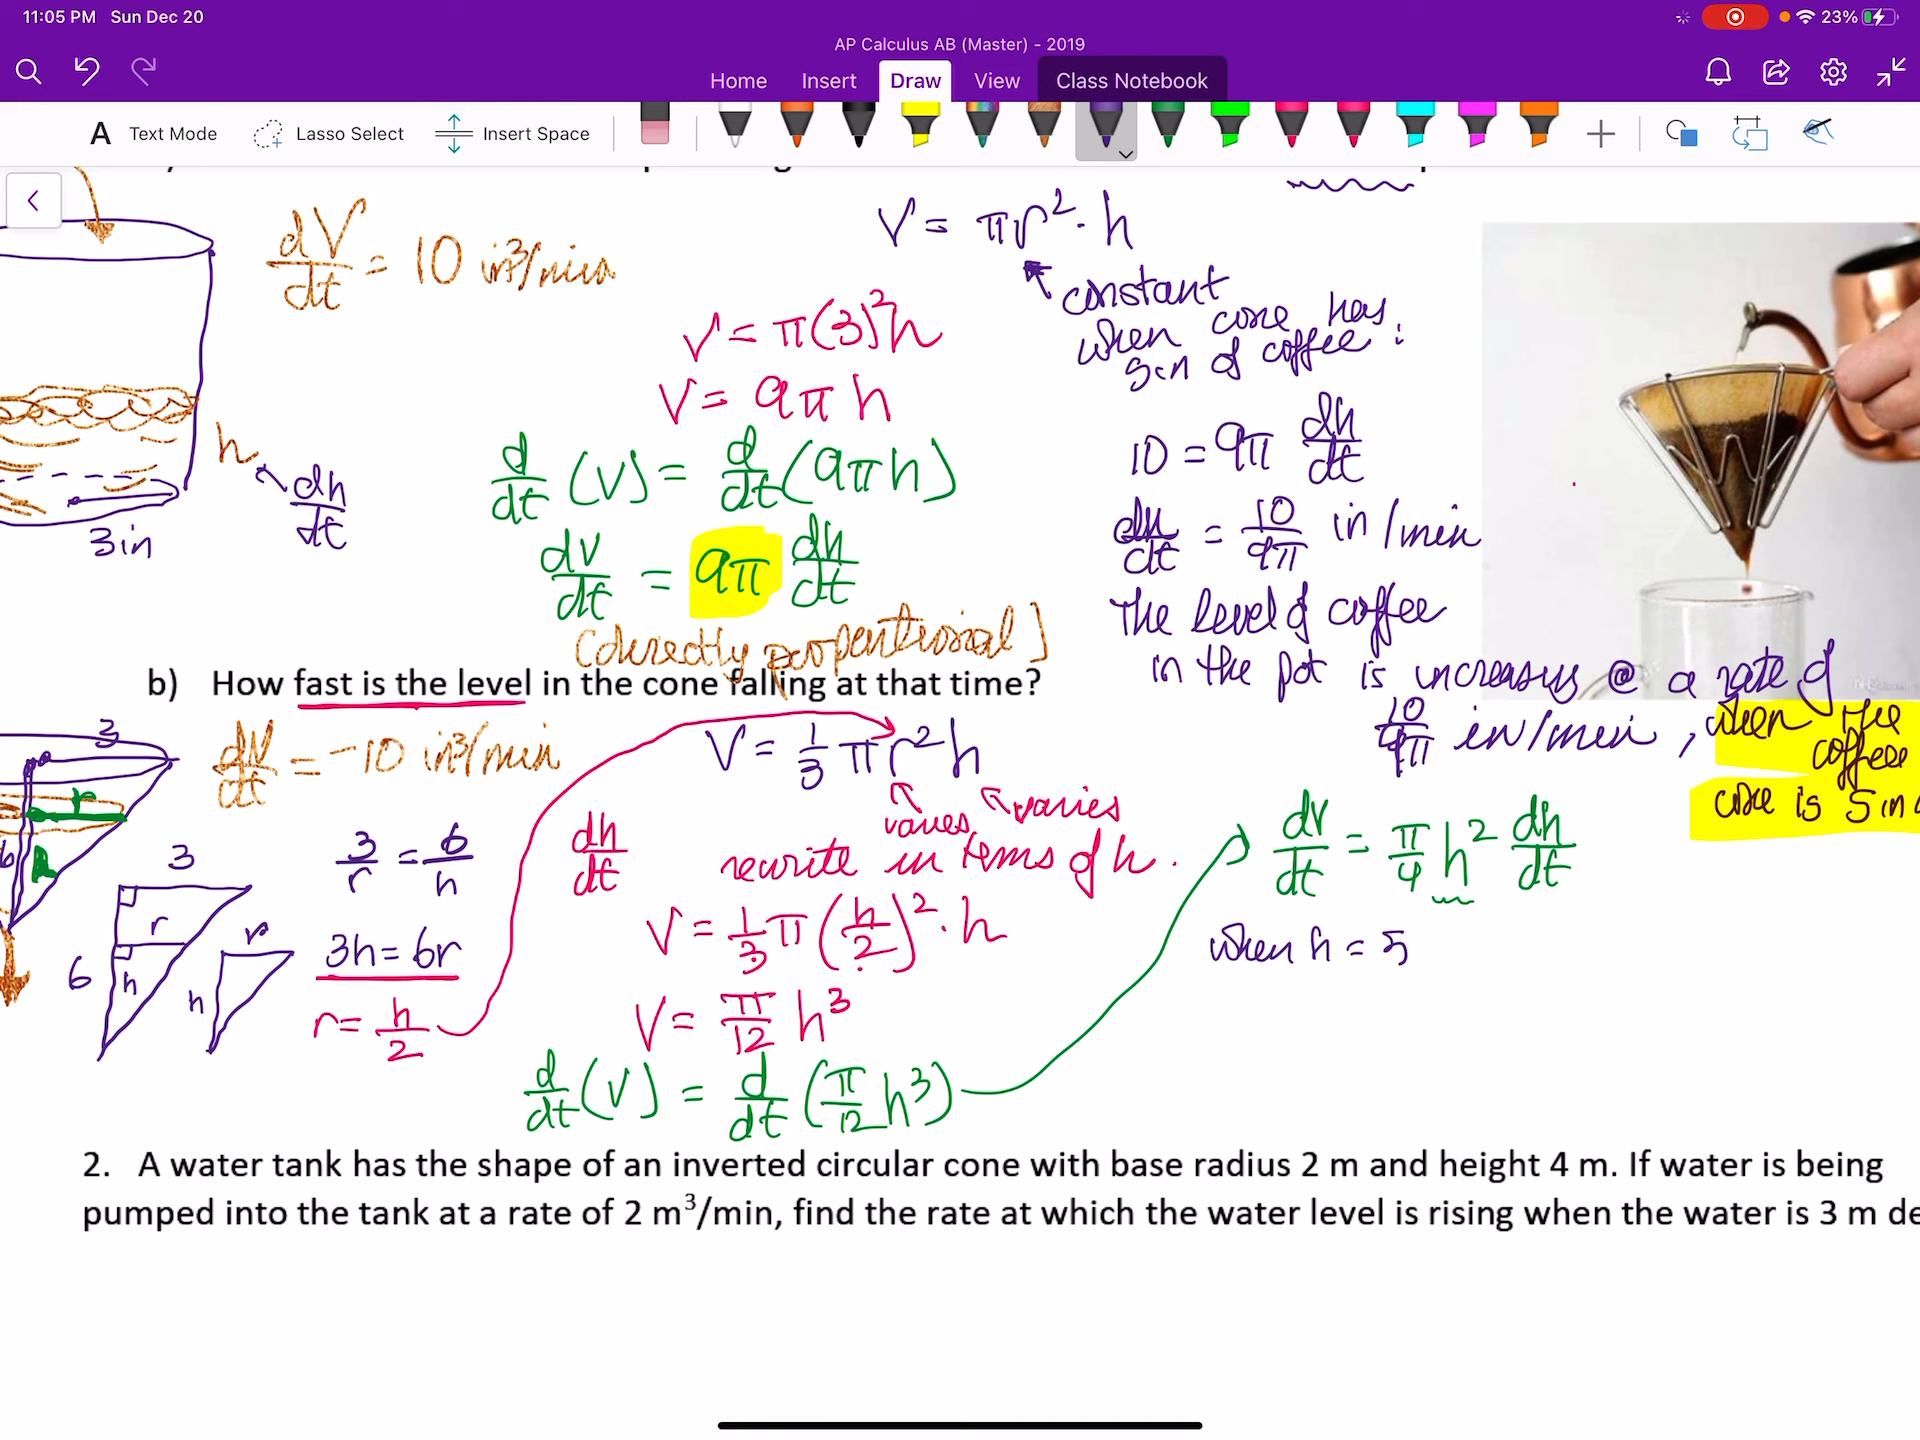 11:05 PM Sun Dec 20
23%
AP Calculus AB (Master) - 2019
Home Insert Draw View Class Notebook
A Text Mode Lasso Select Insert Space
dV/dt = 10 in³/min
V = πr²·h
constant
when cone has
5in of coffee:
V = π(3)²h
V = 9πh
h
dh/dt
3in
d/dt (V) = d/dt (9πh)
dV/dt = 9π dh/dt
(directly proportional)
10 = 9π dh/dt
dh/dt = 10/9π in/min
The level of coffee
in the pot is increasing @ a rate of
10/9π in/min, when the
coffee
cone is 5in
b) How fast is the level in the cone falling at that time?
3
r
6
h
dV/dt = -10 in³/min
V = 1/3 πr²h
varies varies
dh/dt
rewrite in terms of h.
3/r = 6/h
3
r
6
h
r
h
3h = 6r
r = h/2
V = 1/3 π (h/2)²·h
V = π/12 h³
d/dt (V) = d/dt (π/12 h³)
dV/dt = π/4 h² dh/dt
when h = 5
2. A water tank has the shape of an inverted circular cone with base radius 2 m and height 4 m. If water is being
pumped into the tank at a rate of 2 m³/min, find the rate at which the water level is rising when the water is 3 m de